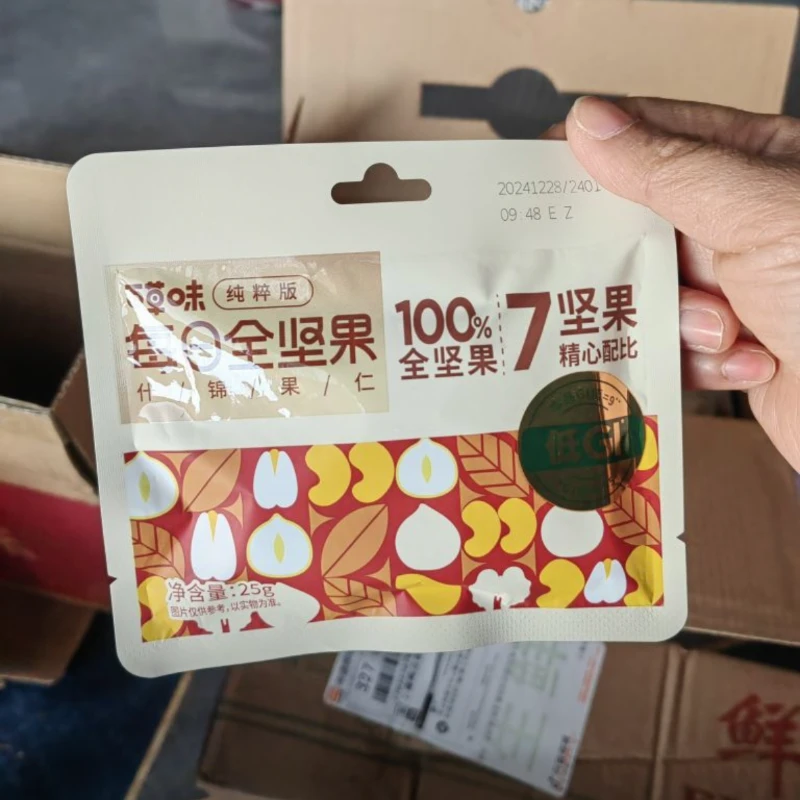 20241228/2401
09:48 E Z
百草味 纯粹版
每日全坚果
什/锦/果/仁
100%
全坚果
7坚果
精心配比
低GI
净含量:25g
图片仅供参考,以实物为准。
鲜